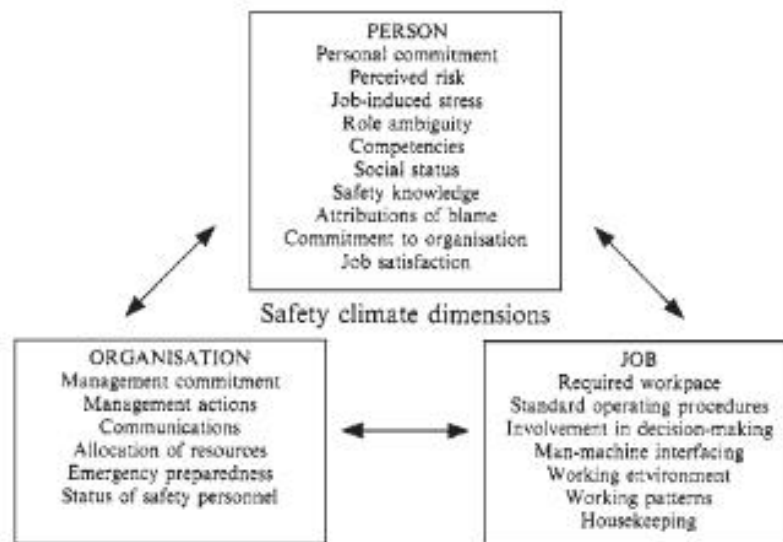 PERSON
Personal commitment
Perceived risk
Job-induced stress
Role ambiguity
Competencies
Social status
Safety knowledge
Attributions of blame
Commitment to organisation
Job satisfaction
Safety climate dimensions
ORGANISATION
Management commitment
Management actions
Communications
Allocation of resources
Emergency preparedness
Status of safety personnel
JOB
Required workpace
Standard operating procedures
Involvement in decision-making
Man-machine interfacing
Working environment
Working patterns
Housekeeping